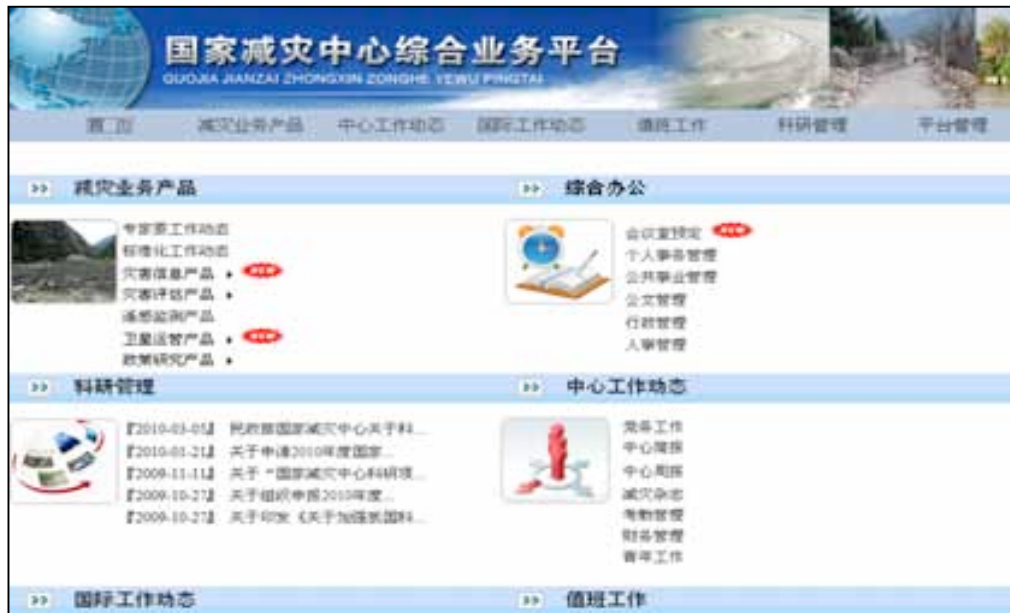 国家减灾中心综合业务平台
GUOJIA JIANZAI ZHONGXIN ZONGHE YEWU PINGTAI
首 页 减灾业务产品 中心工作动态 国际工作动态 值班工作 科研管理 平台管理
减灾业务产品
专家委工作动态
标准化工作动态
灾害信息产品 NEW
灾害评估产品
遥感监测产品
卫星运管产品 NEW
政策研究产品
综合办公
会议室预定 NEW
个人事务管理
公共事业管理
公文管理
行政管理
人事管理
科研管理
『2010-03-05』 民政部国家减灾中心关于科...
『2010-01-21』 关于申请2010年度国家...
『2009-11-11』 关于“国家减灾中心科研项...
『2009-10-27』 关于组织申报2010年度...
『2009-10-27』 关于印发《关于加强我国科...
中心工作动态
党务工作
中心简报
中心周报
减灾杂志
考勤管理
财务管理
青年工作
国际工作动态
值班工作